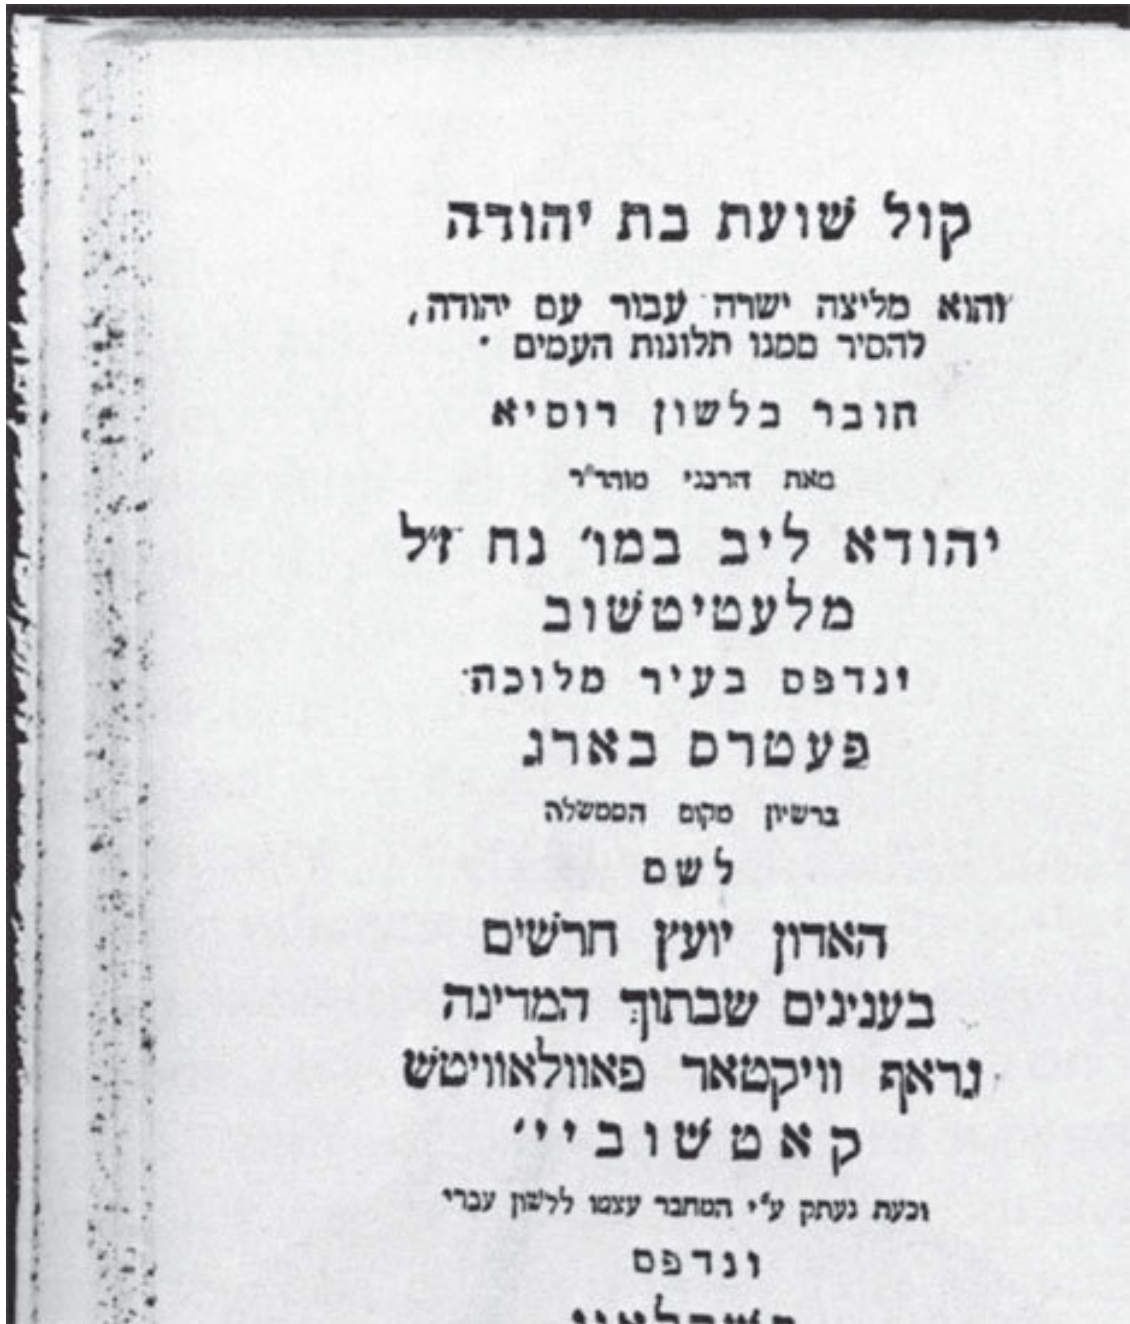 קול שועת בת יהודה
והוא מליצה ישרה עבור עם יהודה,
להסיר ממנו תלונות העמים .
חובר בלשון רוסיא
מאת הרבני מוהר"ר
יהודא ליב במו' נח ז"ל
מלעטיטשוב
ונדפס בעיר מלוכה
פעטרס בארג
ברשיון מקום הממשלה
לשם
האדון יועץ חרשים
בענינים שבתוך המדינה
גראף וויקטאר פאוולאוויטש
קאטשוביי'
וכעת נעתק ע"י המחבר עצמו ללשון עברי
ונדפס